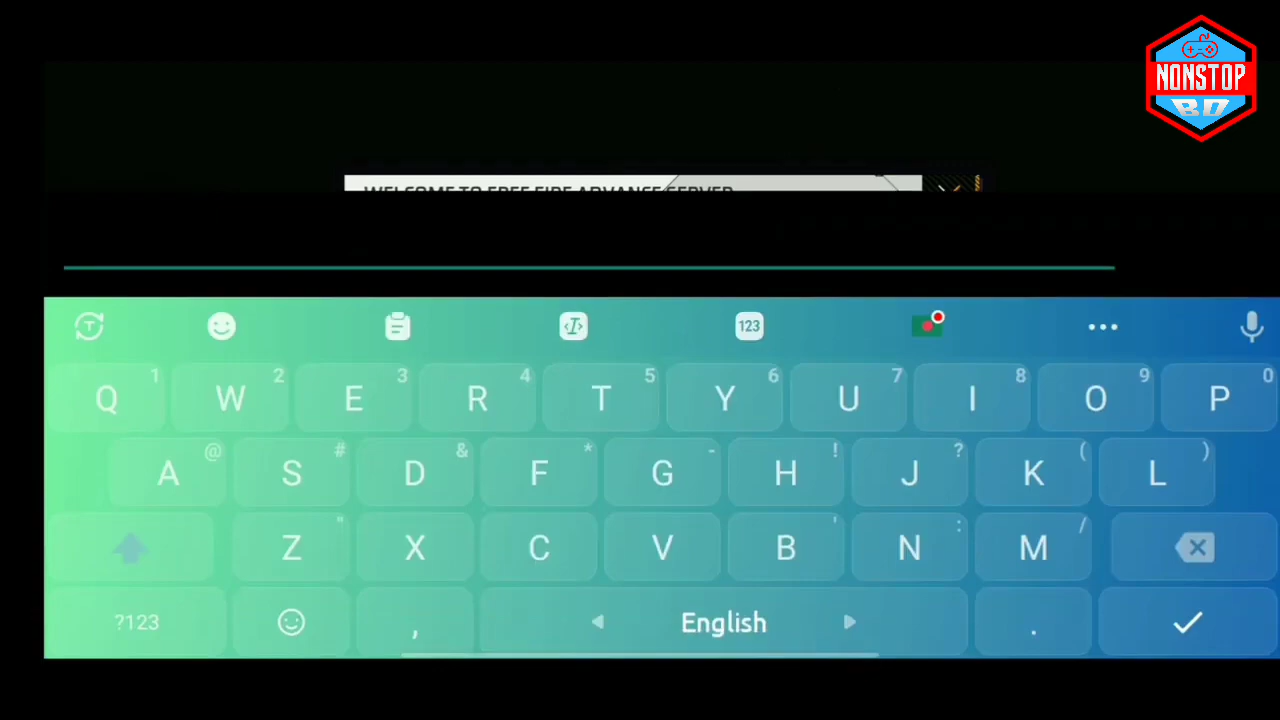 NONSTOP
BD
WELCOME TO FREE FIRE ADVANCE SERVER
T
123
1 2 3 4 5 6 7 8 9 0
Q W E R T Y U I O P
@ # & * - ! ? ( )
A S D F G H J K L
" ' : /
Z X C V B N M
?123 , English .